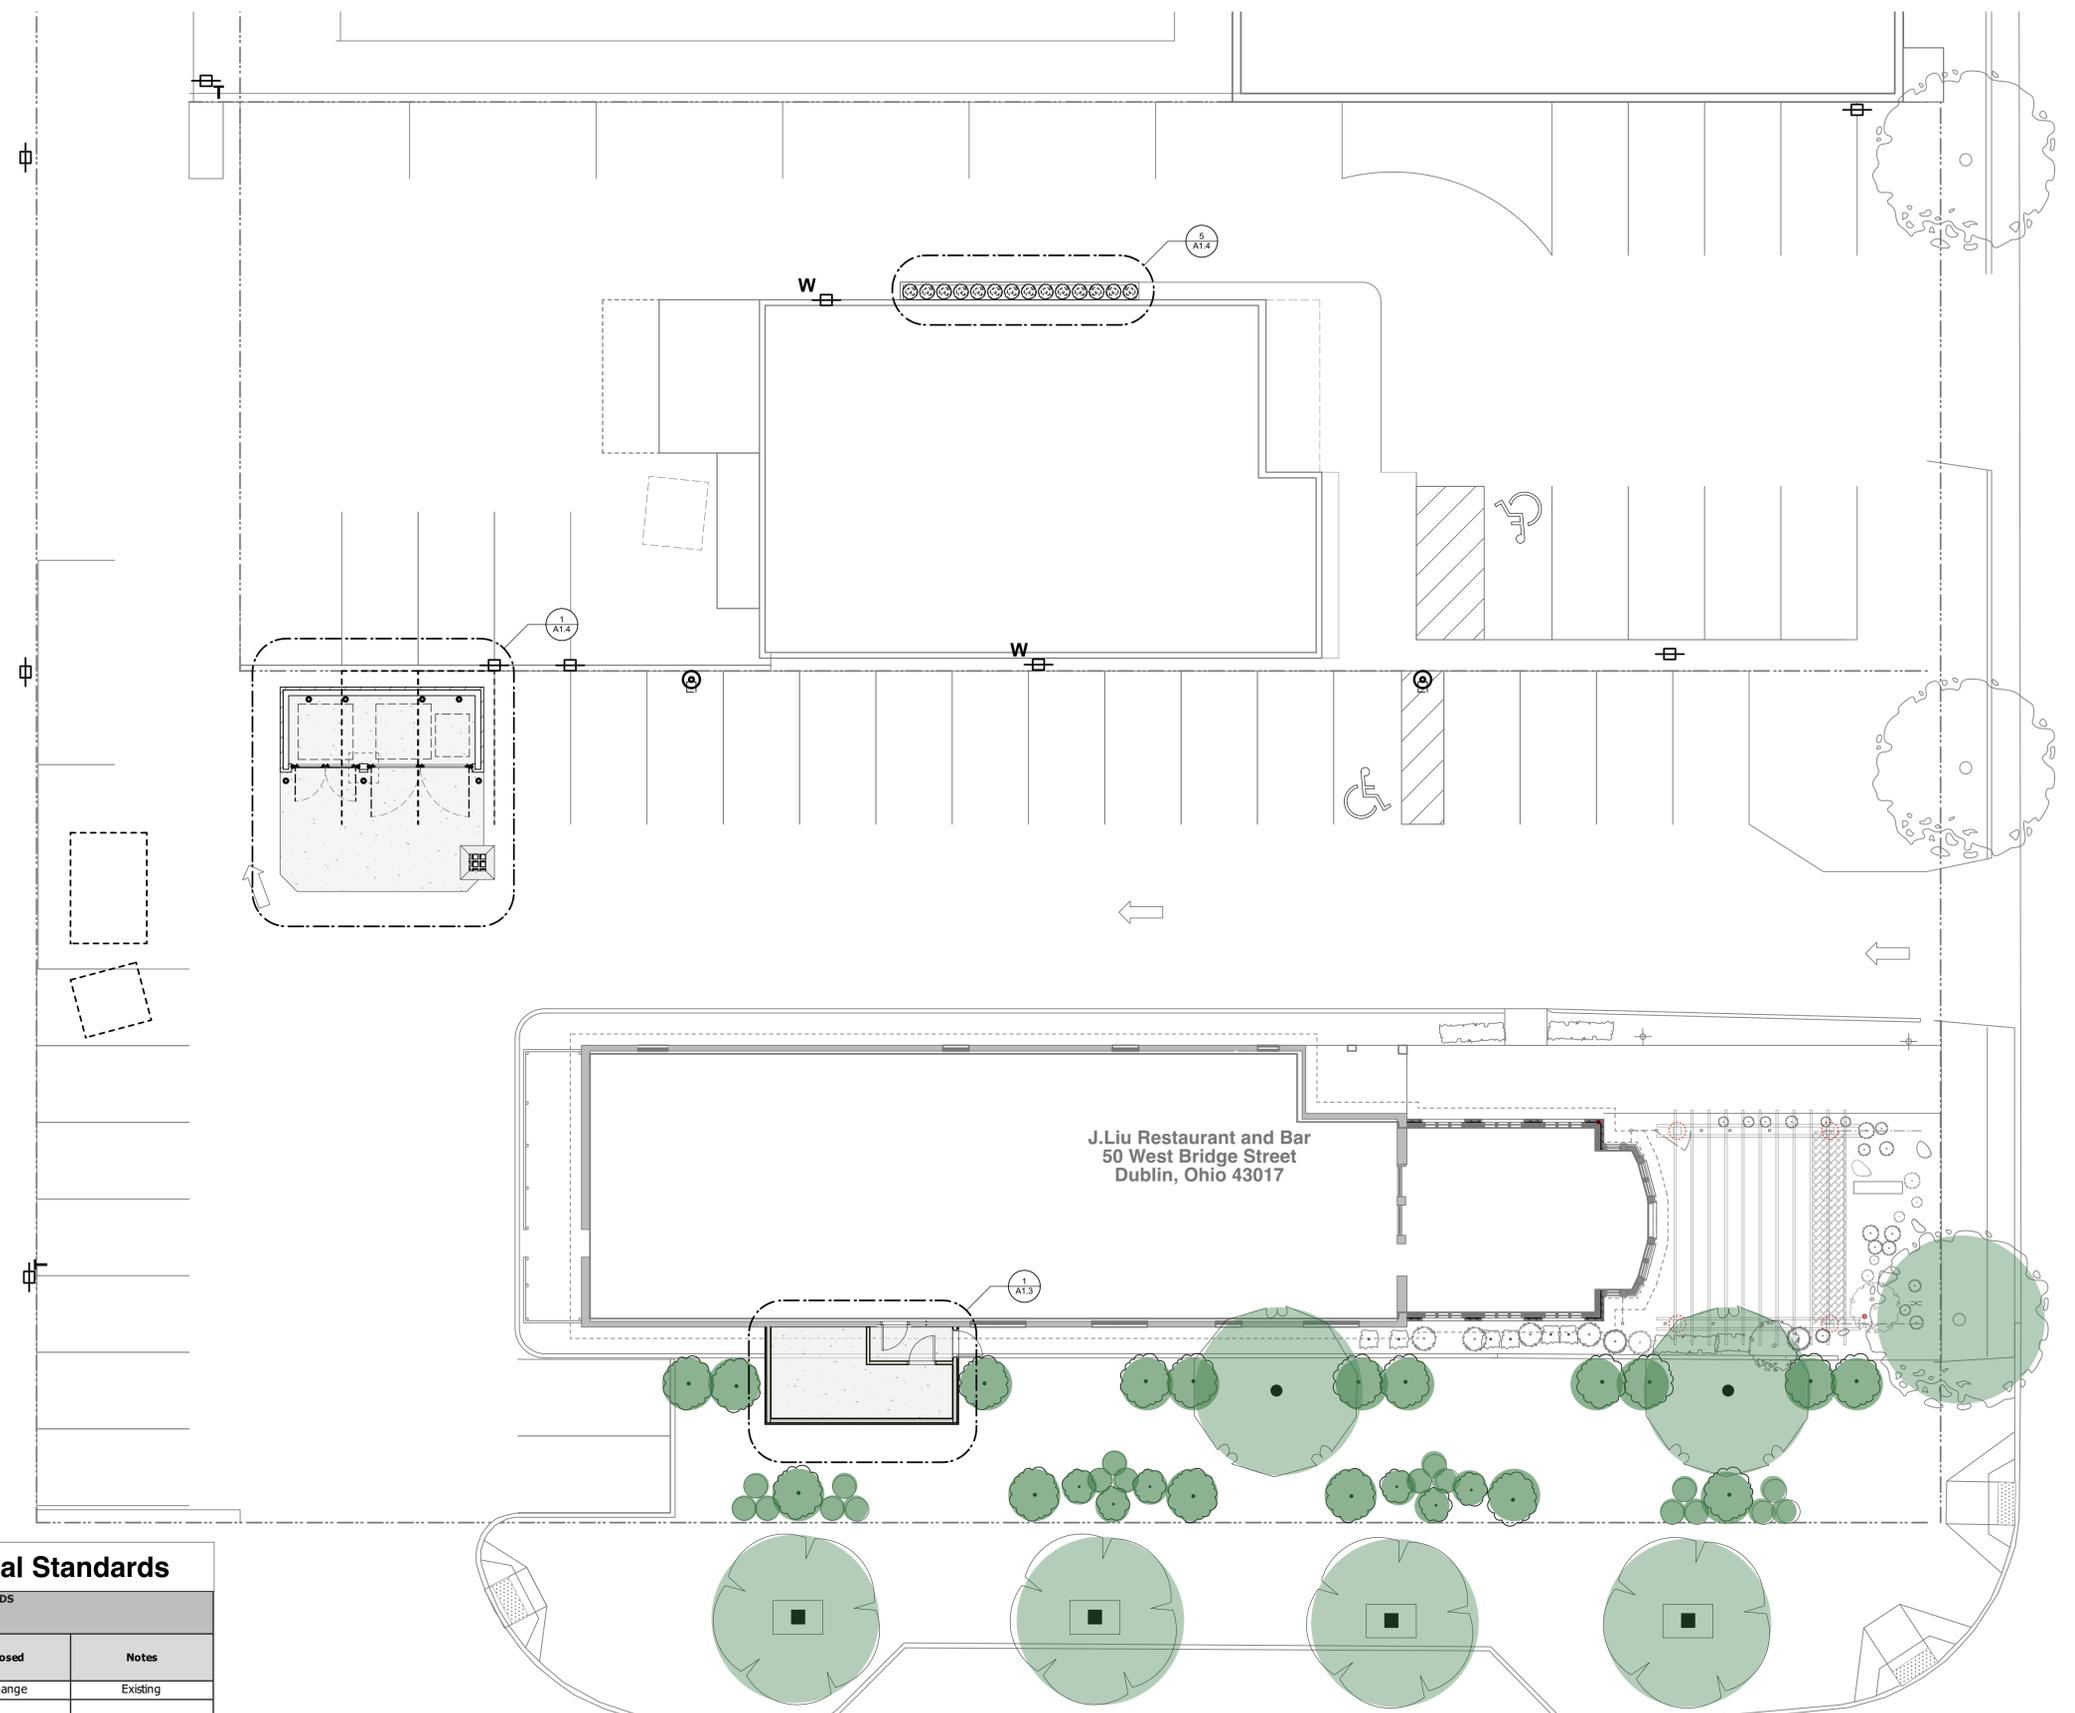 T
5
A1.4
W
1
A1.4
W
J.Liu Restaurant and Bar
50 West Bridge Street
Dublin, Ohio 43017
1
A1.3
al Standards
DS
osed
Notes
ange
Existing